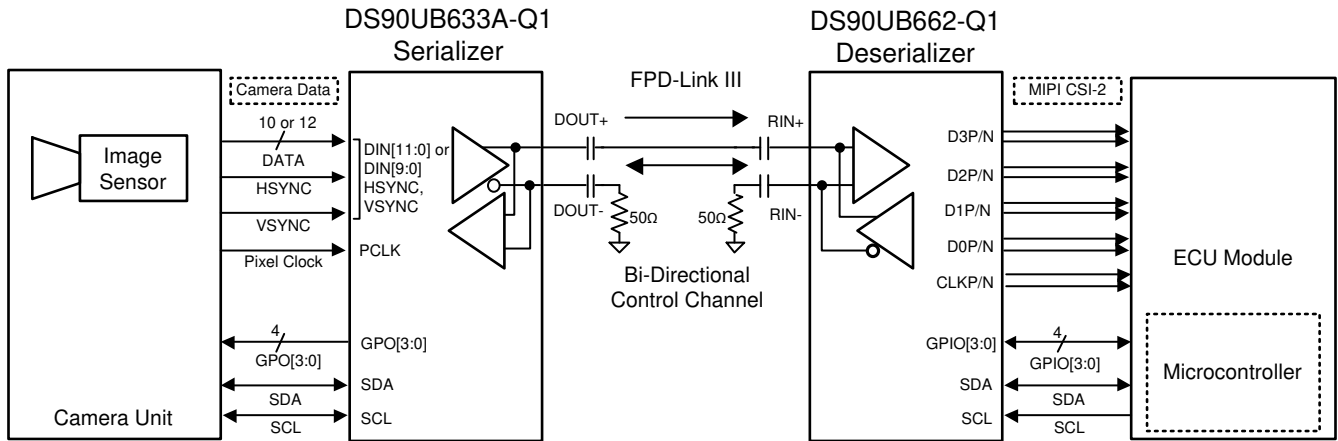 DS90UB633A-Q1
Serializer
DS90UB662-Q1
Deserializer
Camera Data
FPD-Link III
MIPI CSI-2
10 or 12
DATA
HSYNC
VSYNC
Pixel Clock
Image
Sensor
DIN[11:0] or
DIN[9:0]
HSYNC,
VSYNC
PCLK
DOUT+
DOUT-
50Ω
50Ω
RIN+
RIN-
Bi-Directional
Control Channel
D3P/N
D2P/N
D1P/N
D0P/N
CLKP/N
ECU Module
4
GPO[3:0]
GPO[3:0]
SDA
SDA
SCL
SCL
Camera Unit
GPIO[3:0]
4
GPIO[3:0]
SDA
SDA
SCL
SCL
Microcontroller